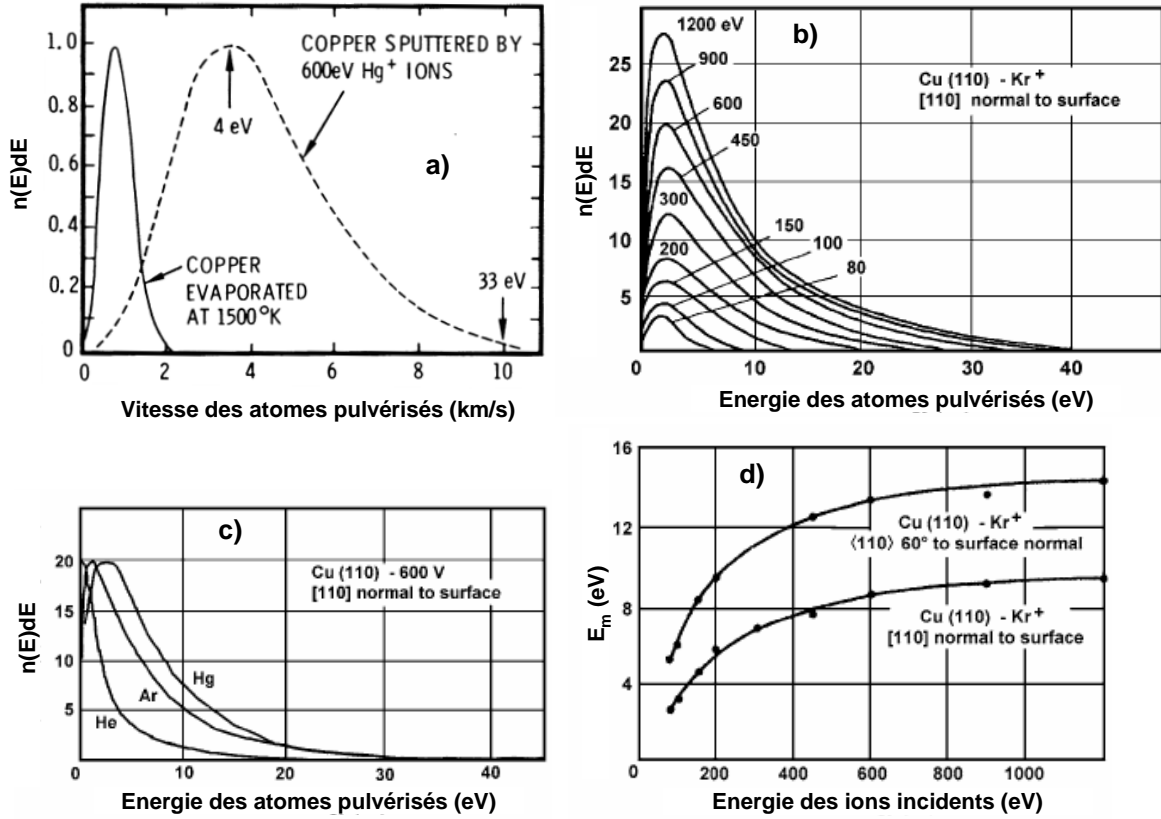 1.0
0.8
0.6
0.4
0.2
0
n(E)dE
COPPER SPUTTERED BY
600eV Hg+ IONS
4 eV
a)
COPPER
EVAPORATED
AT 1500°K
33 eV
0 2 4 6 8 10
Vitesse des atomes pulvérisés (km/s)
b)
25
20
15
10
5
n(E)dE
1200 eV
900
600
450
300
200
150
100
80
Cu (110) - Kr+
[110] normal to surface
0 10 20 30 40
Energie des atomes pulvérisés (eV)
c)
20
15
10
5
n(E)dE
Cu (110) - 600 V
[110] normal to surface
Hg
Ar
He
0 10 20 30 40
Energie des atomes pulvérisés (eV)
d)
16
12
8
4
0
Em (eV)
Cu (110) - Kr+
⟨110⟩ 60° to surface normal
Cu (110) - Kr+
[110] normal to surface
200 400 600 800 1000
Energie des ions incidents (eV)